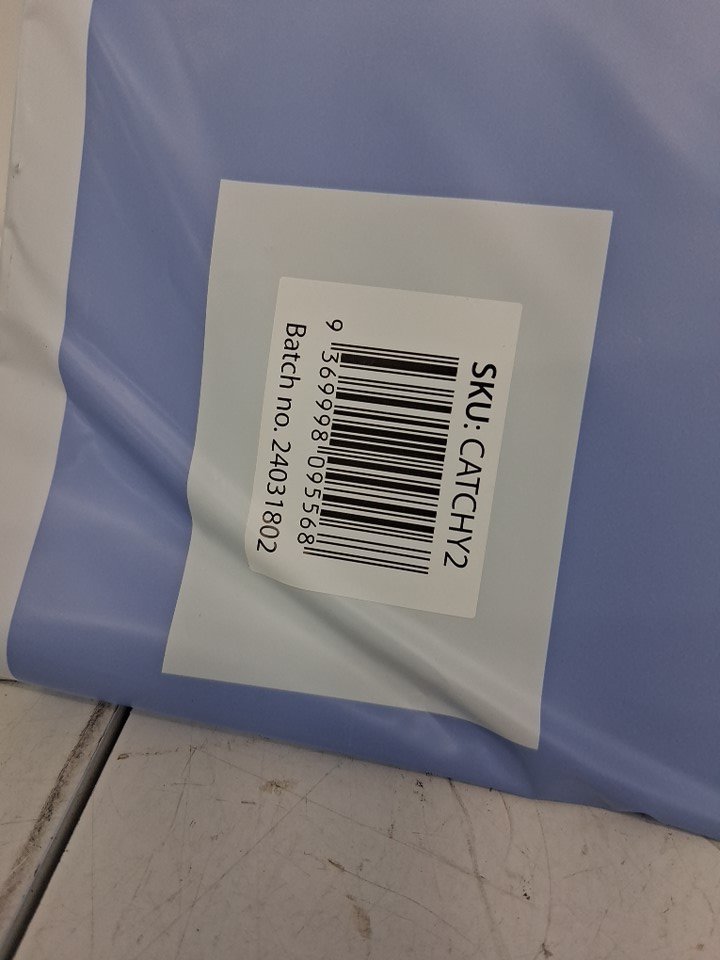 SKU: CATCHY2
9 369998 095568
Batch no. 24031802